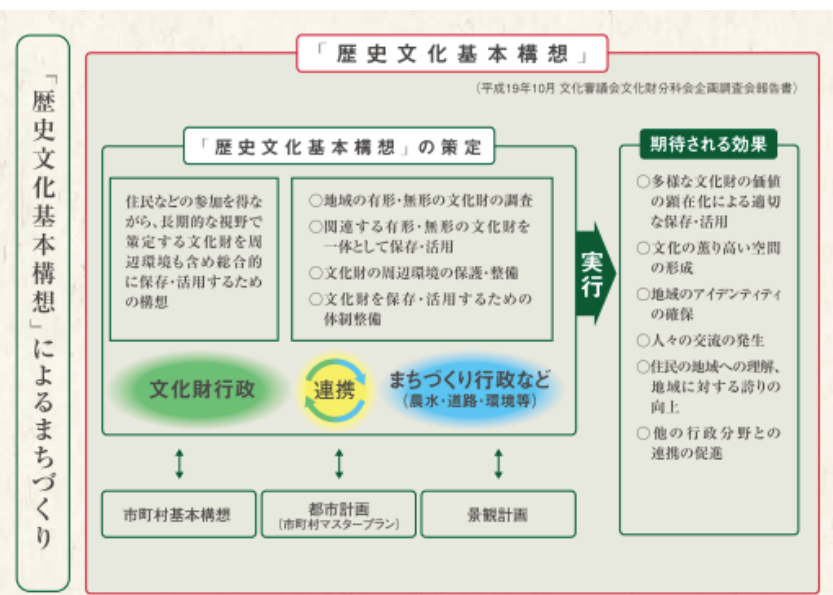 「歴史文化基本構想」によるまちづくり
「歴史文化基本構想」
（平成19年10月 文化審議会文化財分科会企画調査会報告書）
「歴史文化基本構想」の策定
住民などの参加を得な
がら、長期的な視野で
策定する文化財を周
辺環境も含め総合的
に保存・活用するため
の構想
○地域の有形・無形の文化財の調査
○関連する有形・無形の文化財を
一体として保存・活用
○文化財の周辺環境の保護・整備
○文化財を保存・活用するための
体制整備
文化財行政
連携
まちづくり行政など
（農水・道路・環境等）
市町村基本構想
都市計画
（市町村マスタープラン）
景観計画
実行
期待される効果
○多様な文化財の価値
の顕在化による適切
な保存・活用
○文化の薫り高い空間
の形成
○地域のアイデンティティ
の確保
○人々の交流の発生
○住民の地域への理解、
地域に対する誇りの
向上
○他の行政分野との
連携の促進